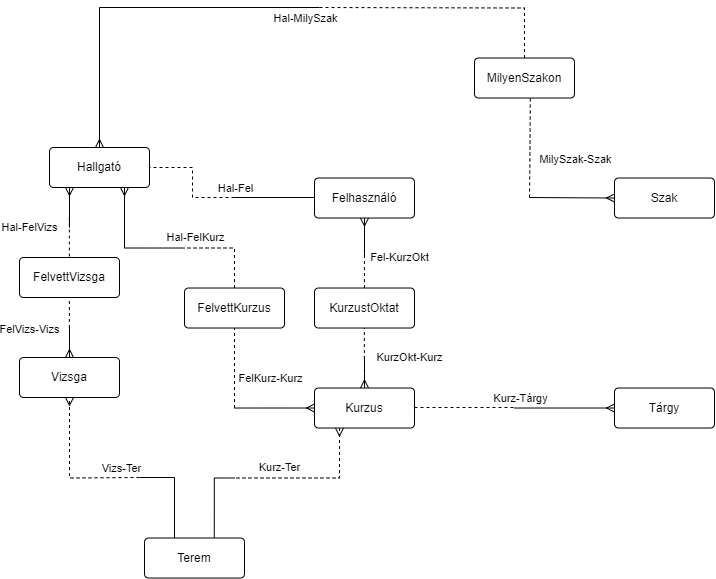 Hal-MilySzak
MilyenSzakon
Hallgató
MilySzak-Szak
Hal-Fel
Felhasználó
Szak
Hal-FelVizs
Hal-FelKurz
Fel-KurzOkt
FelvettVizsga
FelvettKurzus
KurzustOktat
FelVizs-Vizs
KurzOkt-Kurz
Vizsga
FelKurz-Kurz
Kurz-Tárgy
Kurzus
Tárgy
Vizs-Ter
Kurz-Ter
Terem